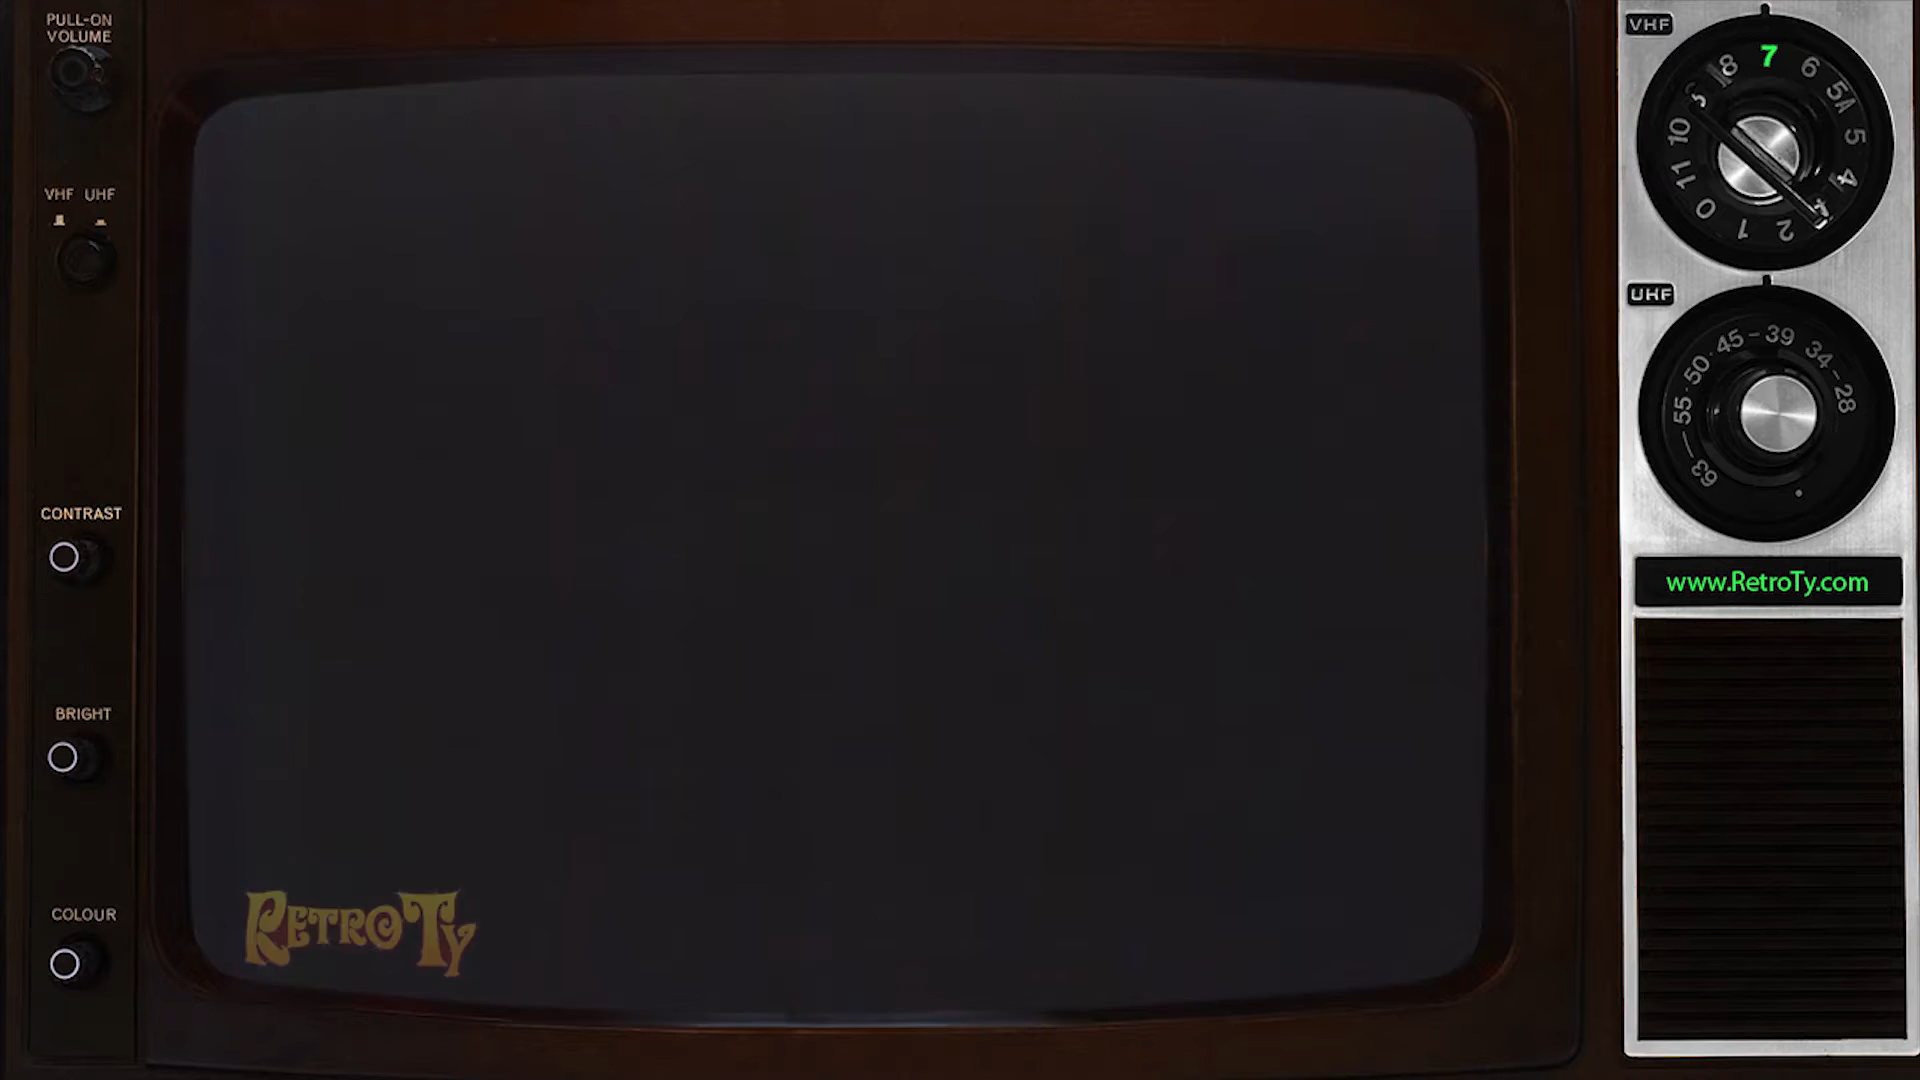 PULL-ON
VOLUME
VHF UHF
CONTRAST
BRIGHT
COLOUR
RETROTY
VHF
7
6
5A
5
4
2
1
0
11
10
8
UHF
63
55
50
45
39
34
28
www.RetroTy.com